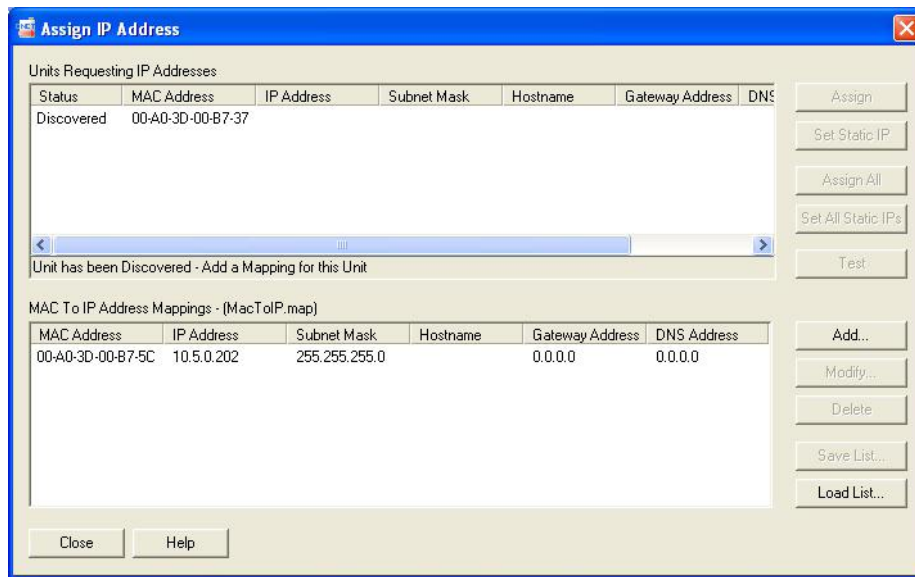 Assign IP Address
Units Requesting IP Addresses
Status MAC Address IP Address Subnet Mask Hostname Gateway Address DNS
Discovered 00-A0-3D-00-B7-37
Unit has been Discovered - Add a Mapping for this Unit
Assign
Set Static IP
Assign All
Set All Static IPs
Test
MAC To IP Address Mappings - (MacToIP.map)
MAC Address IP Address Subnet Mask Hostname Gateway Address DNS Address
00-A0-3D-00-B7-5C 10.5.0.202 255.255.255.0 0.0.0.0 0.0.0.0
Add...
Modify...
Delete
Save List...
Load List...
Close Help